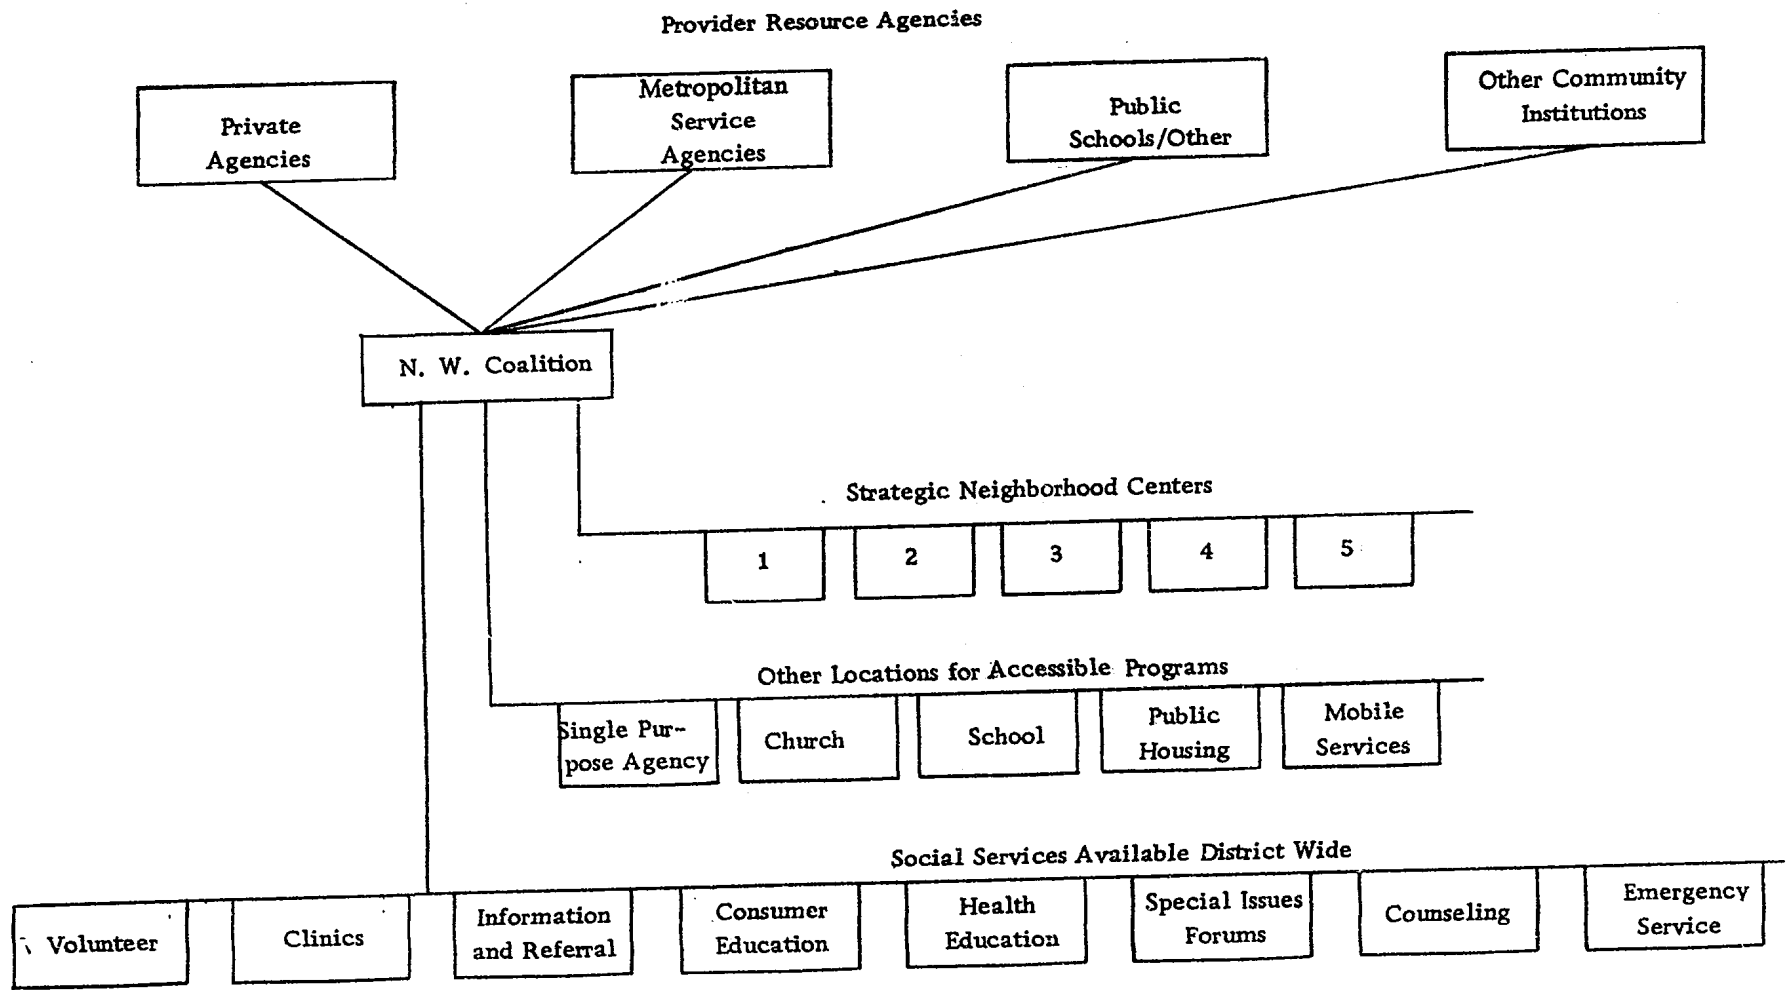 Provider Resource Agencies
Private
Agencies
Metropolitan
Service
Agencies
Public
Schools/Other
Other Community
Institutions
N. W. Coalition
Strategic Neighborhood Centers
1
2
3
4
5
Other Locations for Accessible Programs
Single Pur-
pose Agency
Church
School
Public
Housing
Mobile
Services
Social Services Available District Wide
Volunteer
Clinics
Information
and Referral
Consumer
Education
Health
Education
Special Issues
Forums
Counseling
Emergency
Service